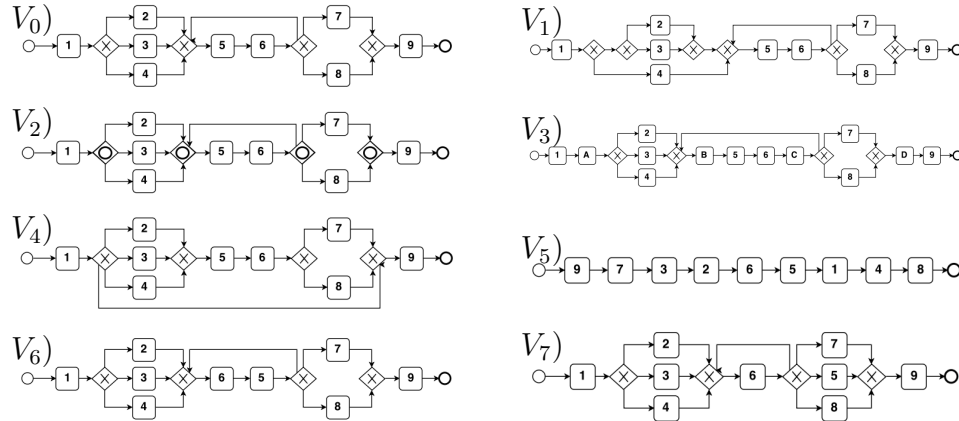 V0) 1 2 3 4 5 6 7 8 9
V1) 1 2 3 4 5 6 7 8 9
V2) 1 2 3 4 5 6 7 8 9
V3) 1 A 2 3 4 B 5 6 C 7 8 D 9
V4) 1 2 3 4 5 6 7 8 9
V5) 9 7 3 2 6 5 1 4 8
V6) 1 2 3 4 6 5 7 8 9
V7) 1 2 3 4 6 7 5 8 9